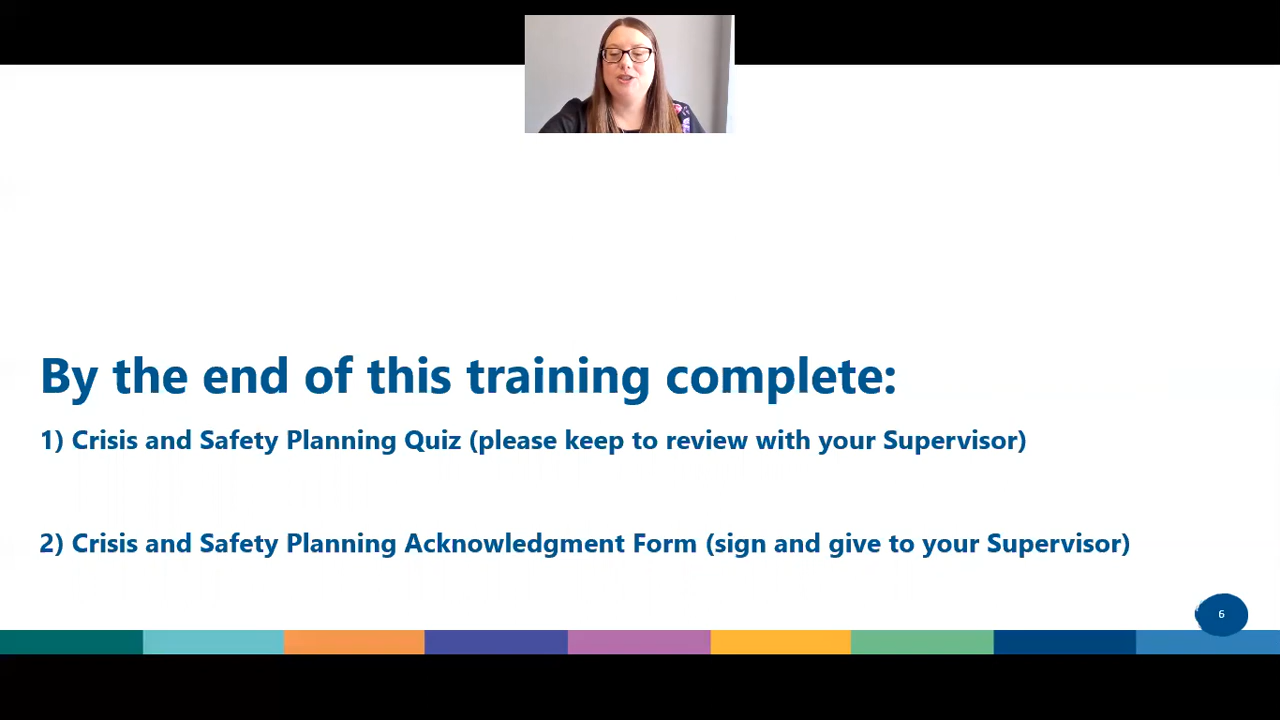 By the end of this training complete:
1) Crisis and Safety Planning Quiz (please keep to review with your Supervisor)
2) Crisis and Safety Planning Acknowledgment Form (sign and give to your Supervisor)
6